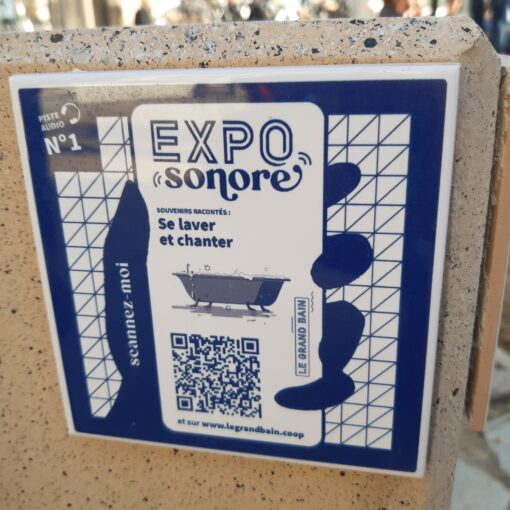 PISTE
AUDIO
N°1
EXPO
sonore
SOUVENIRS RACONTÉS :
Se laver
et chanter
scannez-moi
LE GRAND BAIN
et sur www.legrandbain.coop